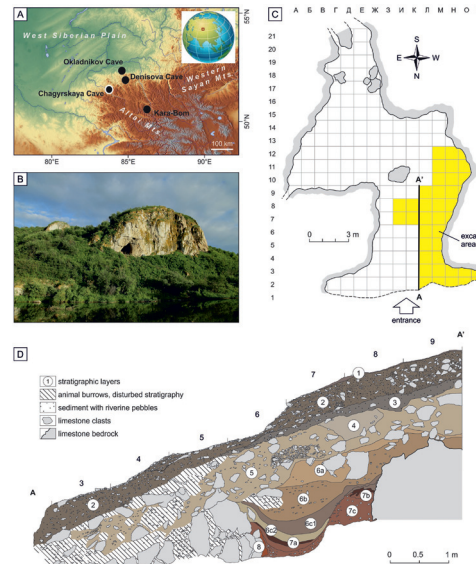 A
55°N
West Siberian Plain
Okladnikov Cave
Denisova Cave
Chagyrskaya Cave
Western
Sayan Mts.
Kara-Bom
Altai Mts.
50°N
100 km
80°E
85°E
90°E
B
C
А Б В Г Д Е Ж З И К Л М Н О
21
20
19
18
17
16
15
14
13
12
11
10
9
8
7
6
5
4
3
2
1
S
E W
N
A'
0 3 m
exca
area
A
entrance
D
1 stratigraphic layers
animal burrows, disturbed stratigraphy
sediment with riverine pebbles
limestone clasts
limestone bedrock
A
3
4
5
6
7
8
9
A'
1
2
3
4
2
5
6a
6b
6c1
6c2
7a
7b
7c
8
0 0.5 1 m